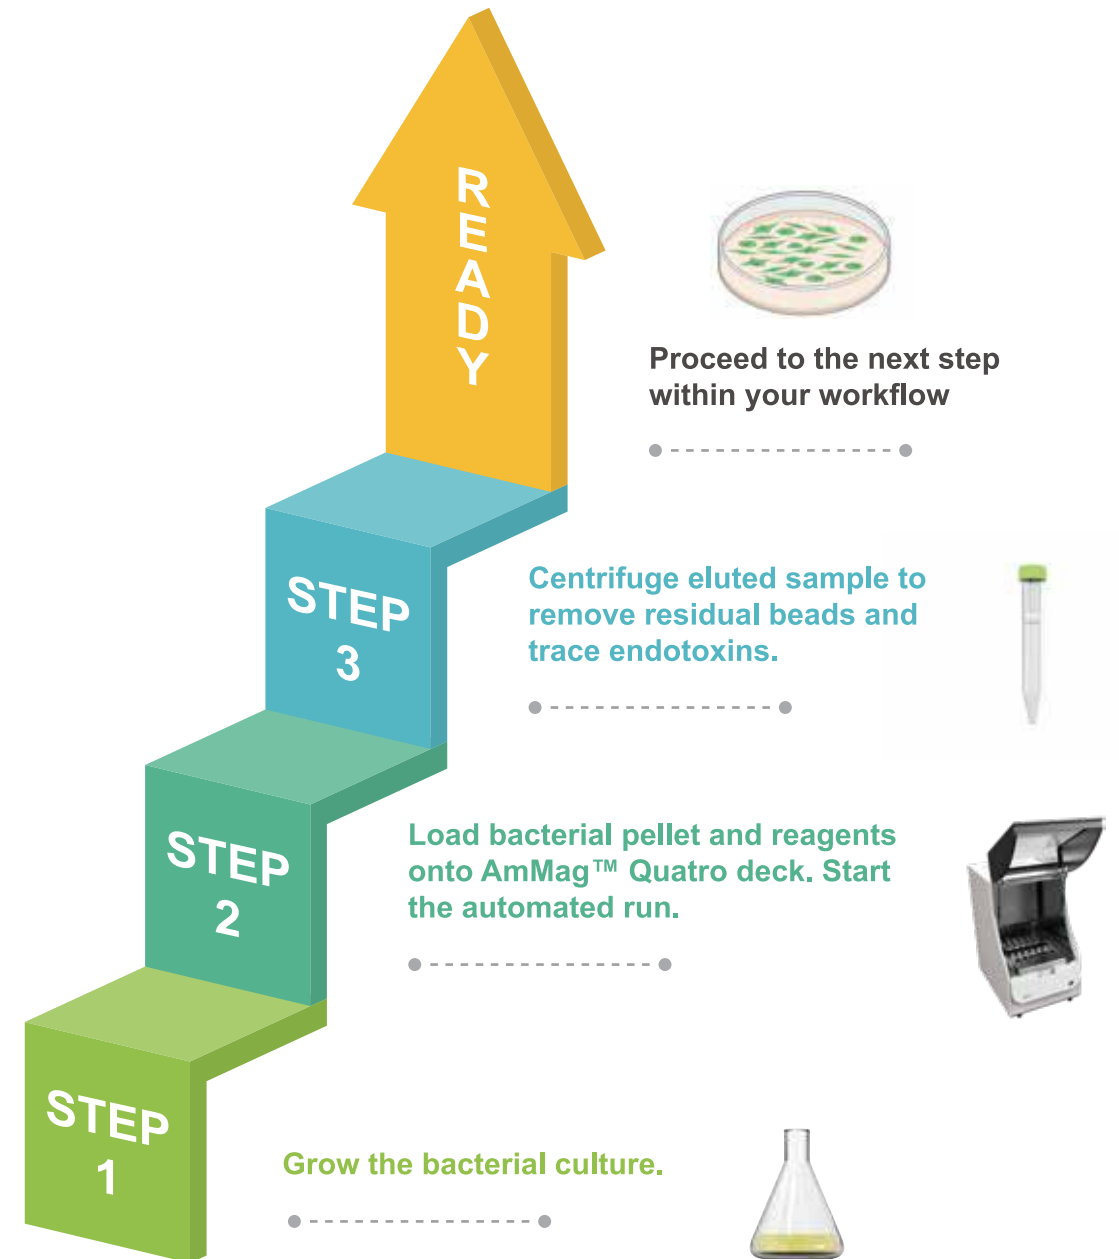 READY
Proceed to the next step
within your workflow
STEP
3
Centrifuge eluted sample to
remove residual beads and
trace endotoxins.
STEP
2
Load bacterial pellet and reagents
onto AmMag™ Quatro deck. Start
the automated run.
STEP
1
Grow the bacterial culture.